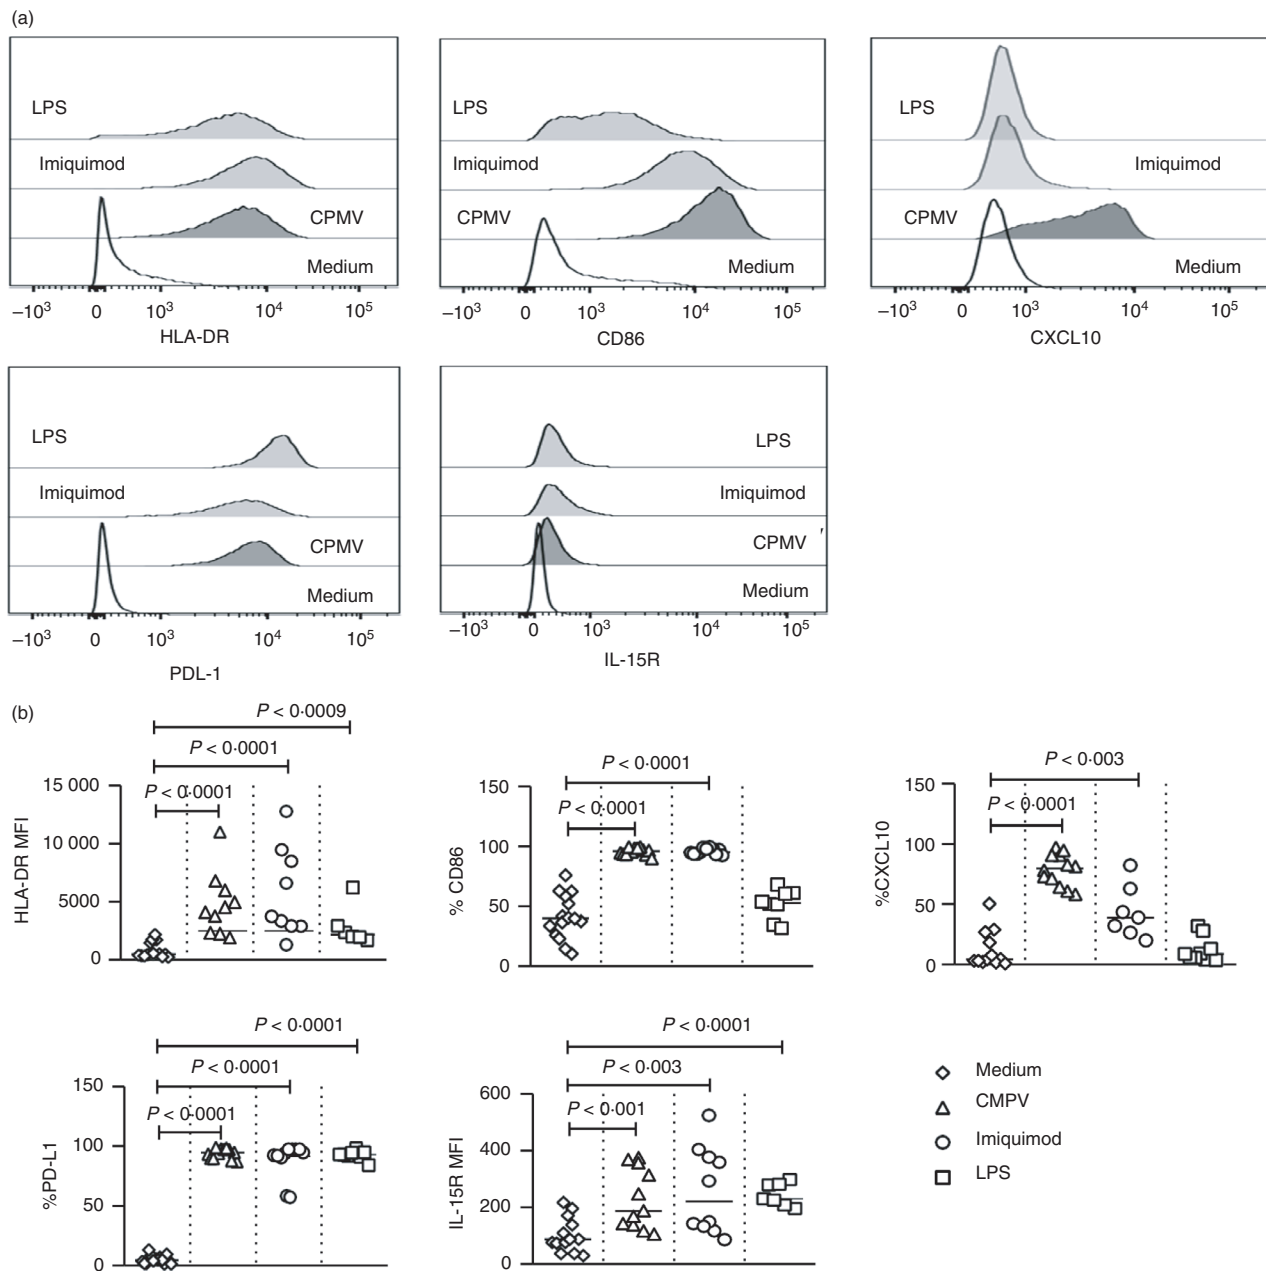 (a)
LPS
Imiquimod
CPMV
Medium
–10³ 0 10³ 10⁴ 10⁵
HLA-DR
LPS
Imiquimod
CPMV
Medium
–10³ 0 10³ 10⁴ 10⁵
CD86
LPS
Imiquimod
CPMV
Medium
–10³ 0 10³ 10⁴ 10⁵
CXCL10
LPS
Imiquimod
CPMV
Medium
–10³ 0 10³ 10⁴ 10⁵
PDL-1
LPS
Imiquimod
CPMV
Medium
–10³ 0 10³ 10⁴ 10⁵
IL-15R
(b)
P < 0·0009
P < 0·0001
P < 0·0001
15 000
10 000
5000
0
HLA-DR MFI
P < 0·0001
P < 0·0001
150
100
50
0
% CD86
P < 0·003
P < 0·0001
150
100
50
0
%CXCL10
P < 0·0001
P < 0·0001
P < 0·0001
150
100
50
0
%PD-L1
P < 0·0001
P < 0·003
P < 0·001
600
400
200
0
IL-15R MFI
Medium
CMPV
Imiquimod
LPS